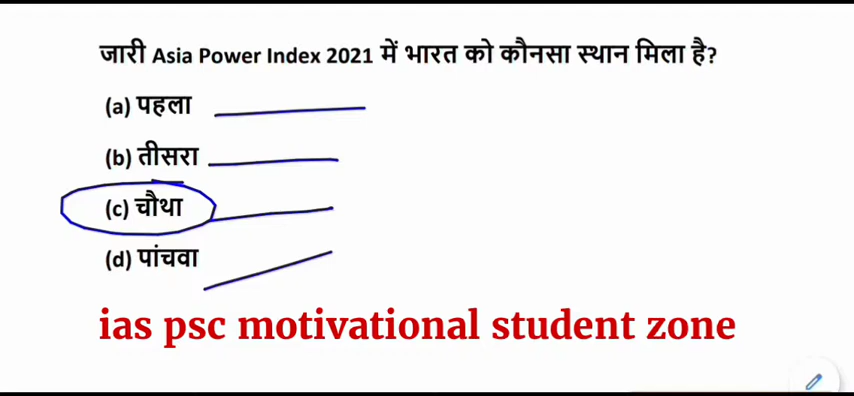 जारी Asia Power Index 2021 में भारत को कौनसा स्थान मिला है?
(a) पहला
(b) तीसरा
(c) चौथा
(d) पांचवा
ias psc motivational student zone